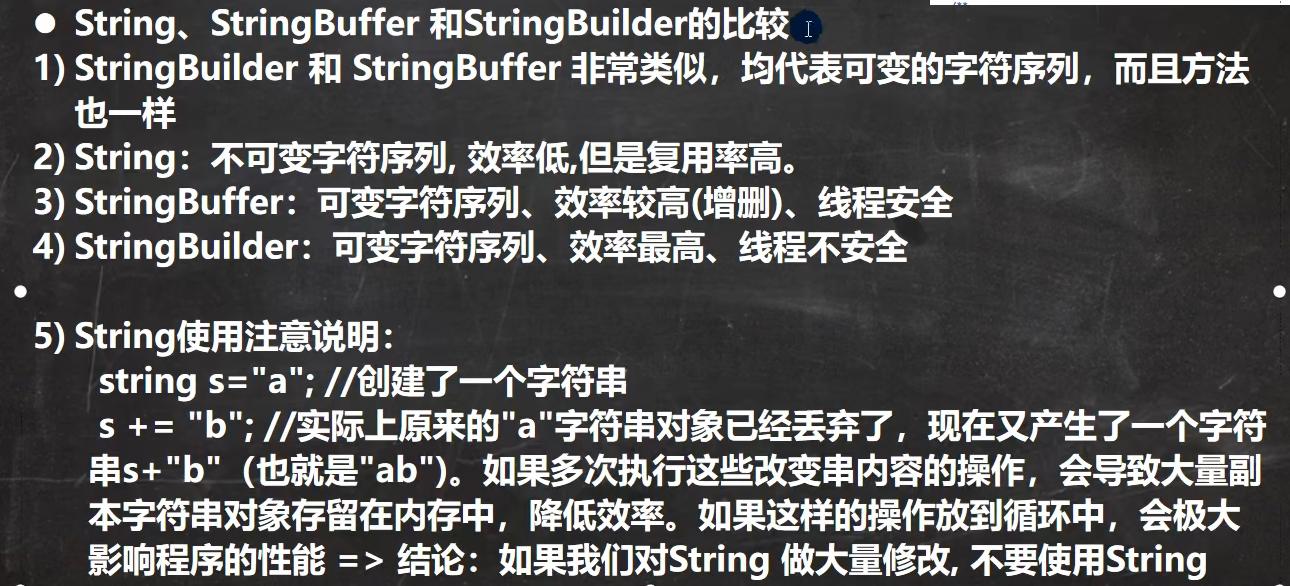 ● String、StringBuffer 和StringBuilder的比较
1) StringBuilder 和 StringBuffer 非常类似，均代表可变的字符序列，而且方法
也一样
2) String：不可变字符序列, 效率低,但是复用率高。
3) StringBuffer：可变字符序列、效率较高(增删)、线程安全
4) StringBuilder：可变字符序列、效率最高、线程不安全
5) String使用注意说明：
string s="a"; //创建了一个字符串
s += "b"; //实际上原来的"a"字符串对象已经丢弃了，现在又产生了一个字符
串s+"b"（也就是"ab")。如果多次执行这些改变串内容的操作，会导致大量副
本字符串对象存留在内存中，降低效率。如果这样的操作放到循环中，会极大
影响程序的性能 => 结论：如果我们对String 做大量修改, 不要使用String